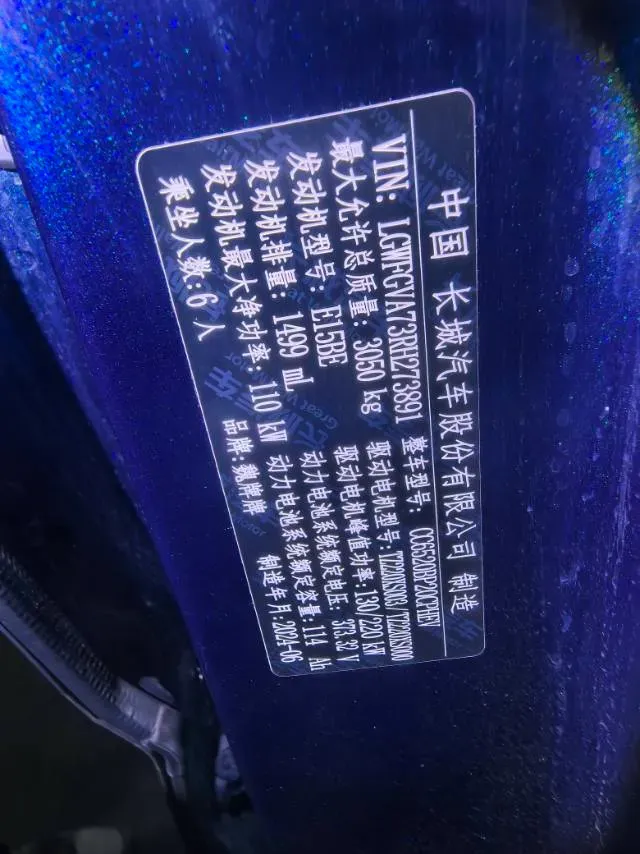 中国 长城汽车股份有限公司 制造
VIN: LGWFGVA73RH273891 整车型号: CC6520BP20CPHEV
最大允许总质量: 3050 kg 驱动电机型号:
发动机型号: E15BE 驱动电机峰值功率: 130/220 kW
发动机排量: 1499 mL 动力电池系统额定电压: 373.32 V
发动机最大净功率: 110 kW 动力电池系统额定容量: 114 Ah
乘坐人数: 6 人 品牌: 魏牌牌 制造年月: 2024-06